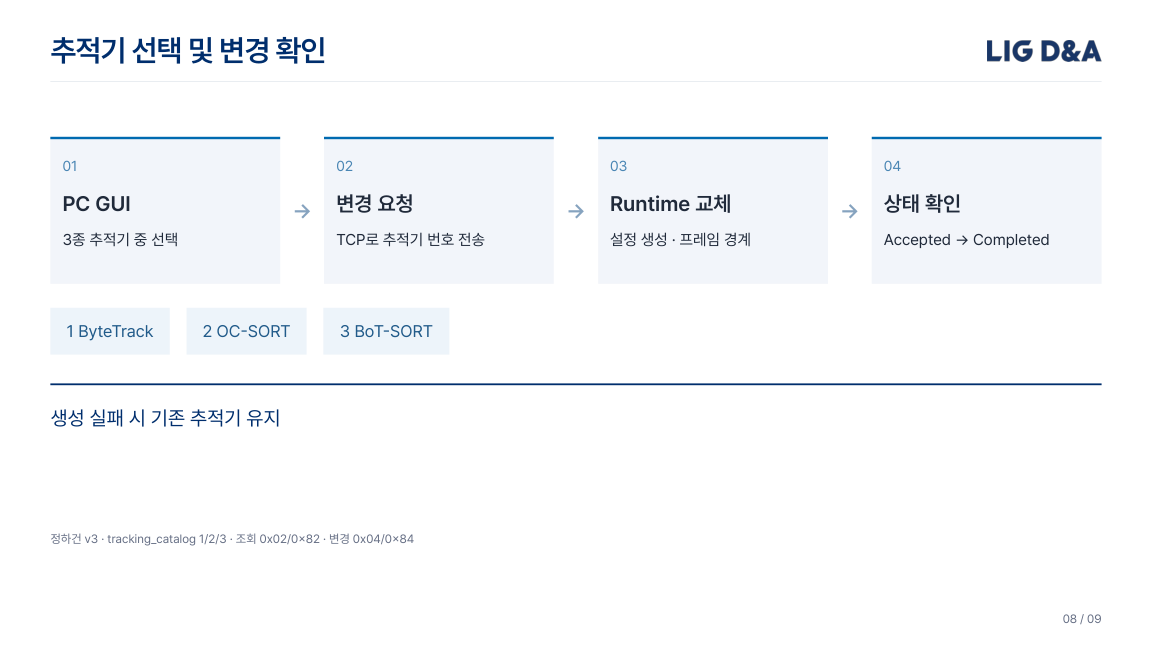 추적기 선택 및 변경 확인
LIG D&A
01
PC GUI
3종 추적기 중 선택
→
02
변경 요청
TCP로 추적기 번호 전송
→
03
Runtime 교체
설정 생성 · 프레임 경계
→
04
상태 확인
Accepted → Completed
1 ByteTrack
2 OC-SORT
3 BoT-SORT
생성 실패 시 기존 추적기 유지
정하건 v3 · tracking_catalog 1/2/3 · 조회 0x02/0×82 · 변경 0x04/0×84
08 / 09